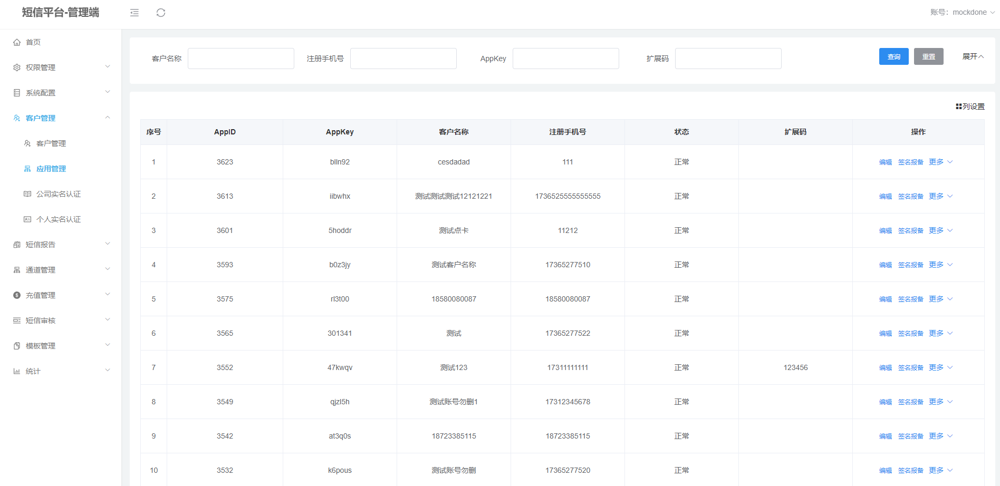 短信平台-管理端
账号：mockdone
首页
权限管理
系统配置
客户管理
客户管理
应用管理
公司实名认证
个人实名认证
短信报告
通道管理
充值管理
短信审核
模板管理
统计
客户名称 注册手机号 AppKey 扩展码 查询 重置 展开
列设置
序号 AppID AppKey 客户名称 注册手机号 状态 扩展码 操作
1 3623 blln92 cesdadad 111 正常 编辑 签名报备 更多
2 3613 iibwhx 测试测试测试12121221 1736525555555555 正常 编辑 签名报备 更多
3 3601 5hoddr 测试点卡 11212 正常 编辑 签名报备 更多
4 3593 b0z3jy 测试客户名称 17365277510 正常 编辑 签名报备 更多
5 3575 rl3t00 18580080087 18580080087 正常 编辑 签名报备 更多
6 3565 301341 测试 17365277522 正常 编辑 签名报备 更多
7 3552 47kwqv 测试123 17311111111 正常 123456 编辑 签名报备 更多
8 3549 qjzl5h 测试账号勿删1 17312345678 正常 编辑 签名报备 更多
9 3542 at3q0s 18723385115 18723385115 正常 编辑 签名报备 更多
10 3532 k6pous 测试账号勿删 17365277520 正常 编辑 签名报备 更多